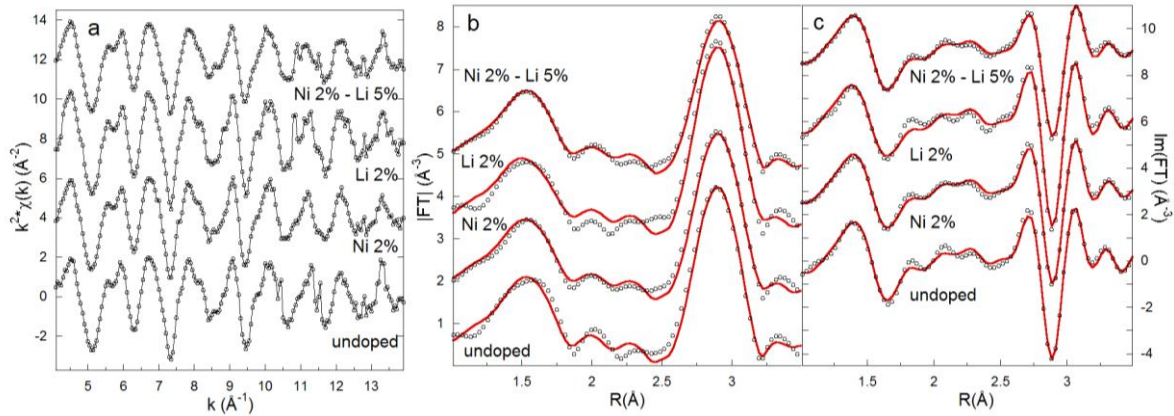 a
14
12
10
8
6
4
2
0
-2
k²*χ(k) (Å⁻²)
Ni 2% - Li 5%
Li 2%
Ni 2%
undoped
5 6 7 8 9 10 11 12 13
k (Å⁻¹)
b
8
7
6
5
4
3
2
1
|FT| (Å⁻³)
Ni 2% - Li 5%
Li 2%
Ni 2%
undoped
1.5 2 2.5 3
R(Å)
c
Ni 2% - Li 5%
Li 2%
Ni 2%
undoped
1.5 2 2.5 3
R(Å)
10
8
6
4
2
0
-2
-4
Im(FT) (Å⁻³)